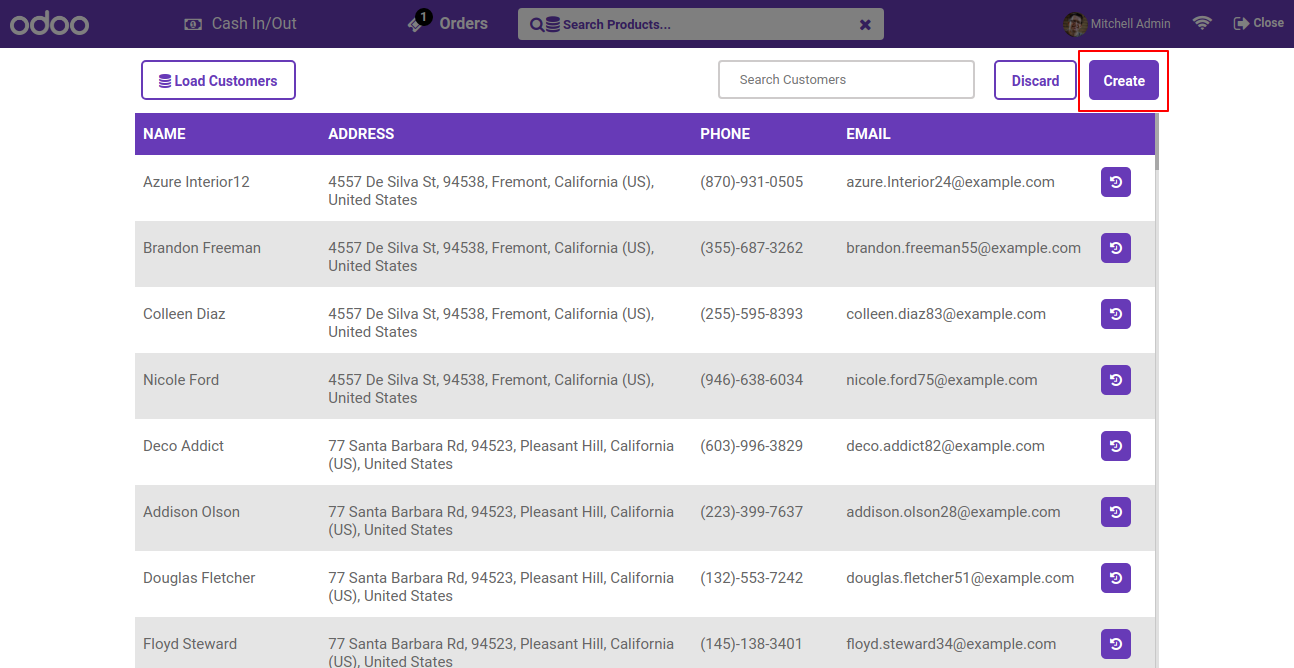 odoo Cash In/Out 1 Orders Search Products... Mitchell Admin Close
Load Customers Search Customers Discard Create
NAME ADDRESS PHONE EMAIL
Azure Interior12 4557 De Silva St, 94538, Fremont, California (US), (870)-931-0505 azure.Interior24@example.com
United States
Brandon Freeman 4557 De Silva St, 94538, Fremont, California (US), (355)-687-3262 brandon.freeman55@example.com
United States
Colleen Diaz 4557 De Silva St, 94538, Fremont, California (US), (255)-595-8393 colleen.diaz83@example.com
United States
Nicole Ford 4557 De Silva St, 94538, Fremont, California (US), (946)-638-6034 nicole.ford75@example.com
United States
Deco Addict 77 Santa Barbara Rd, 94523, Pleasant Hill, California (603)-996-3829 deco.addict82@example.com
(US), United States
Addison Olson 77 Santa Barbara Rd, 94523, Pleasant Hill, California (223)-399-7637 addison.olson28@example.com
(US), United States
Douglas Fletcher 77 Santa Barbara Rd, 94523, Pleasant Hill, California (132)-553-7242 douglas.fletcher51@example.com
(US), United States
Floyd Steward 77 Santa Barbara Rd, 94523, Pleasant Hill, California (145)-138-3401 floyd.steward34@example.com
(US), United States